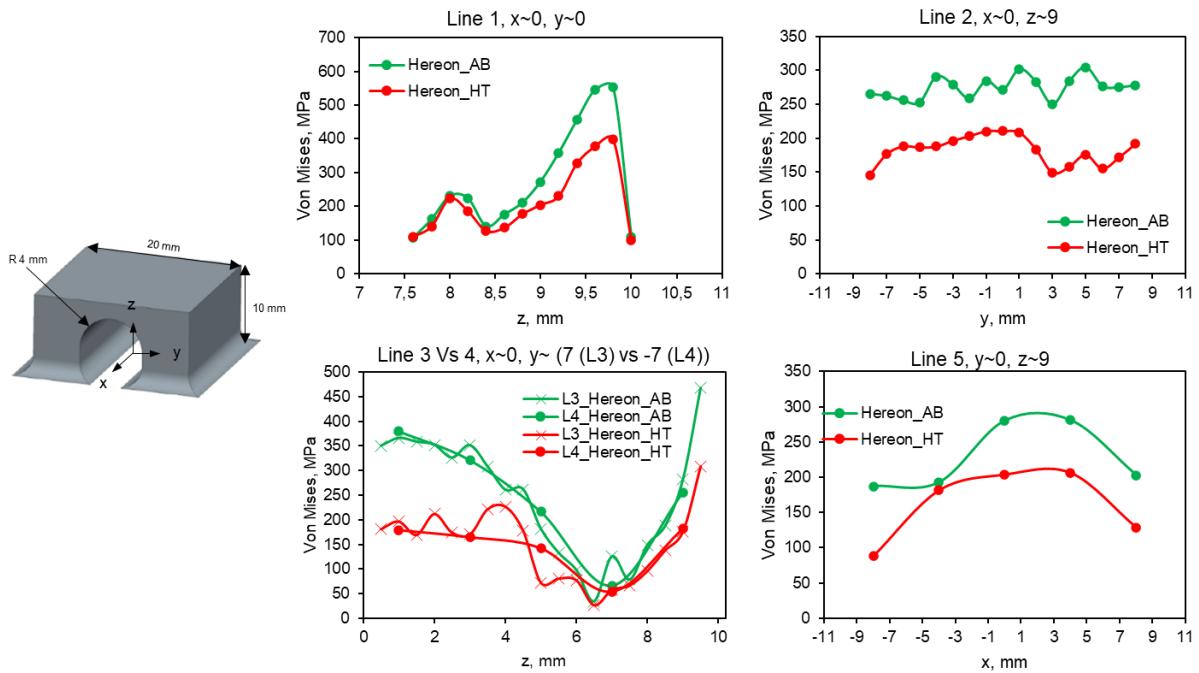 20 mm
R 4 mm
10 mm
z
y
x
Line 1, x~0, y~0
Von Mises, MPa
700
600
500
400
300
200
100
0
Hereon_AB
Hereon_HT
7 7,5 8 8,5 9 9,5 10 10,5 11
z, mm
Line 2, x~0, z~9
Von Mises, MPa
350
300
250
200
150
100
50
0
Hereon_AB
Hereon_HT
-11 -9 -7 -5 -3 -1 1 3 5 7 9 11
y, mm
Line 3 Vs 4, x~0, y~ (7 (L3) vs -7 (L4))
Von Mises, MPa
500
450
400
350
300
250
200
150
100
50
0
L3_Hereon_AB
L4_Hereon_AB
L3_Hereon_HT
L4_Hereon_HT
0 2 4 6 8 10
z, mm
Line 5, y~0, z~9
Von Mises, MPa
350
300
250
200
150
100
50
0
Hereon_AB
Hereon_HT
-11 -9 -7 -5 -3 -1 1 3 5 7 9 11
x, mm